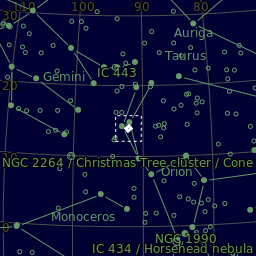 110
Auriga
100
90
80
Taurus
IC 443
Gemini
20
NGC 2264 / Christmas Tree cluster / Cone
10
Orion
Monoceros
0
NGC 1990
IC 434 / Horsehead nebula